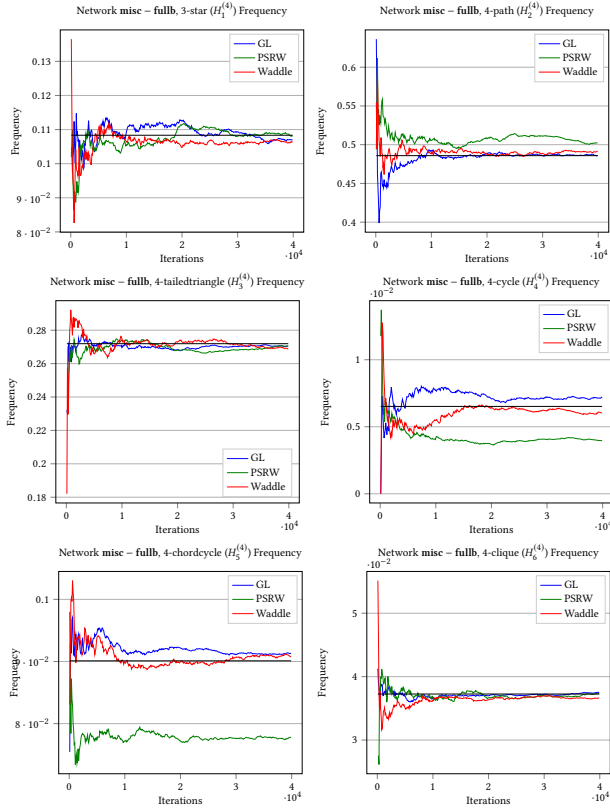 Network misc − fullb, 3-star (H₁⁽⁴⁾) Frequency
GL
PSRW
Waddle
0.13
0.12
0.11
0.1
9 · 10⁻²
8 · 10⁻²
Frequency
0
1
2
3
4
Iterations
·10⁴
Network misc − fullb, 4-path (H₂⁽⁴⁾) Frequency
GL
PSRW
Waddle
0.6
0.55
0.5
0.45
0.4
Frequency
0
1
2
3
4
Iterations
·10⁴
Network misc − fullb, 4-tailedtriangle (H₃⁽⁴⁾) Frequency
0.28
0.26
0.24
0.22
0.2
0.18
Frequency
GL
PSRW
Waddle
0
1
2
3
4
Iterations
·10⁴
Network misc − fullb, 4-cycle (H₄⁽⁴⁾) Frequency
·10⁻²
GL
PSRW
Waddle
1
0.5
0
Frequency
0
1
2
3
4
Iterations
·10⁴
Network misc − fullb, 4-chordcycle (H₅⁽⁴⁾) Frequency
GL
PSRW
Waddle
0.1
9 · 10⁻²
8 · 10⁻²
Frequency
0
1
2
3
4
Iterations
·10⁴
Network misc − fullb, 4-clique (H₆⁽⁴⁾) Frequency
·10⁻²
GL
PSRW
Waddle
5
4
3
Frequency
0
1
2
3
4
Iterations
·10⁴